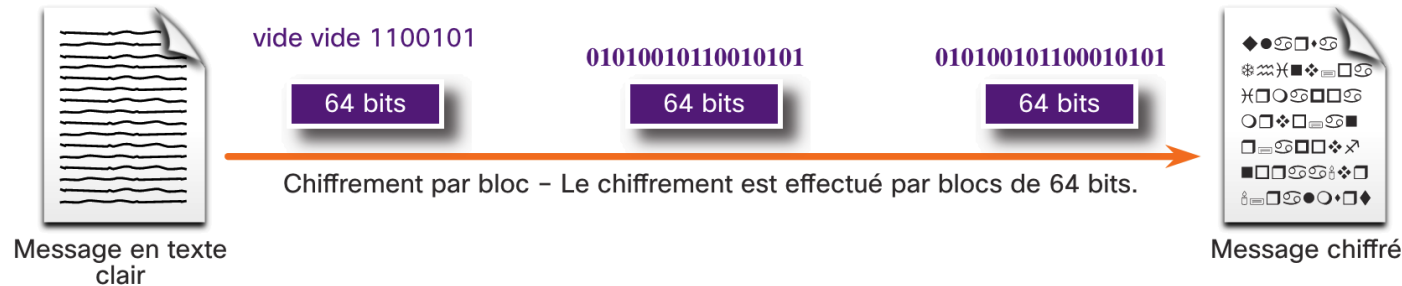 vide vide 1100101
01010010110010101
010100101100010101
64 bits
64 bits
64 bits
Chiffrement par bloc – Le chiffrement est effectué par blocs de 64 bits.
Message en texte
clair
Message chiffré